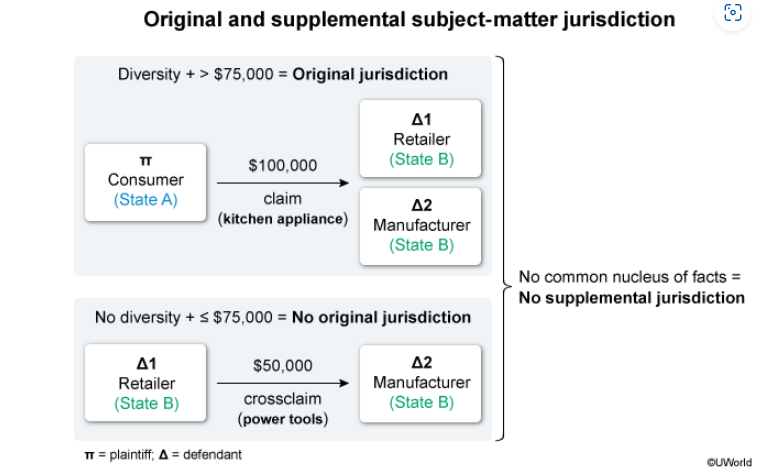 Original and supplemental subject-matter jurisdiction
Diversity + > $75,000 = Original jurisdiction
π
Consumer
(State A)
$100,000
claim
(kitchen appliance)
Δ1
Retailer
(State B)
Δ2
Manufacturer
(State B)
No diversity + ≤ $75,000 = No original jurisdiction
Δ1
Retailer
(State B)
$50,000
crossclaim
(power tools)
Δ2
Manufacturer
(State B)
No common nucleus of facts =
No supplemental jurisdiction
π = plaintiff; Δ = defendant
©UWorld